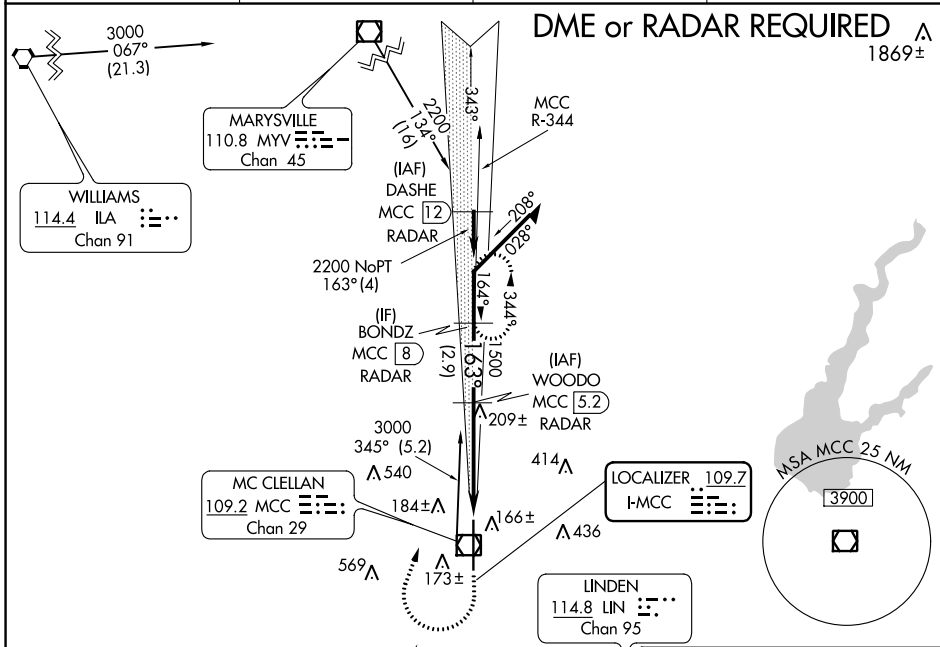 DME or RADAR REQUIRED
1869±
3000
067°
(21.3)
MARYSVILLE
110.8 MYV
Chan 45
WILLIAMS
114.4 ILA
Chan 91
2200
134°
(16)
343°
MCC
R-344
(IAF)
DASHE
MCC 12
RADAR
2200 NoPT
163° (4)
208°
028°
164°
344°
(IF)
BONDZ
MCC 8
RADAR
(2.9)
163°
1500
(IAF)
WOODO
MCC 5.2
RADAR
209±
3000
345° (5.2)
540
414
MC CLELLAN
109.2 MCC
Chan 29
184±
166±
LOCALIZER 109.7
I-MCC
436
569
173±
MSA MCC 25 NM
3900
LINDEN
114.8 LIN
Chan 95